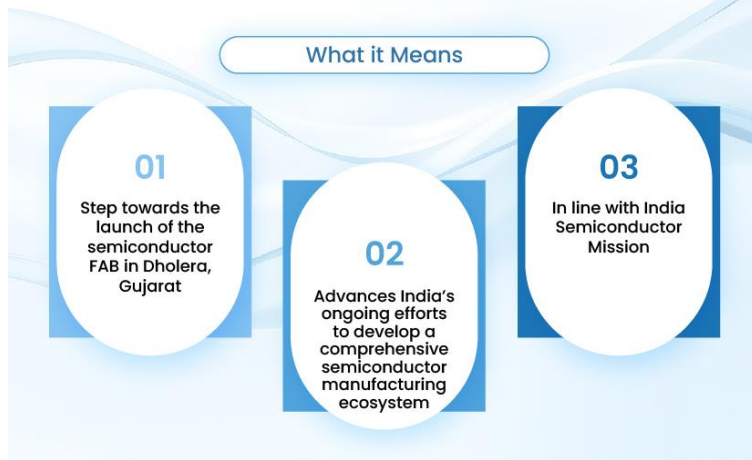 What it Means
01
Step towards the
launch of the
semiconductor
FAB in Dholera,
Gujarat
02
Advances India’s
ongoing efforts
to develop a
comprehensive
semiconductor
manufacturing
ecosystem
03
In line with India
Semiconductor
Mission